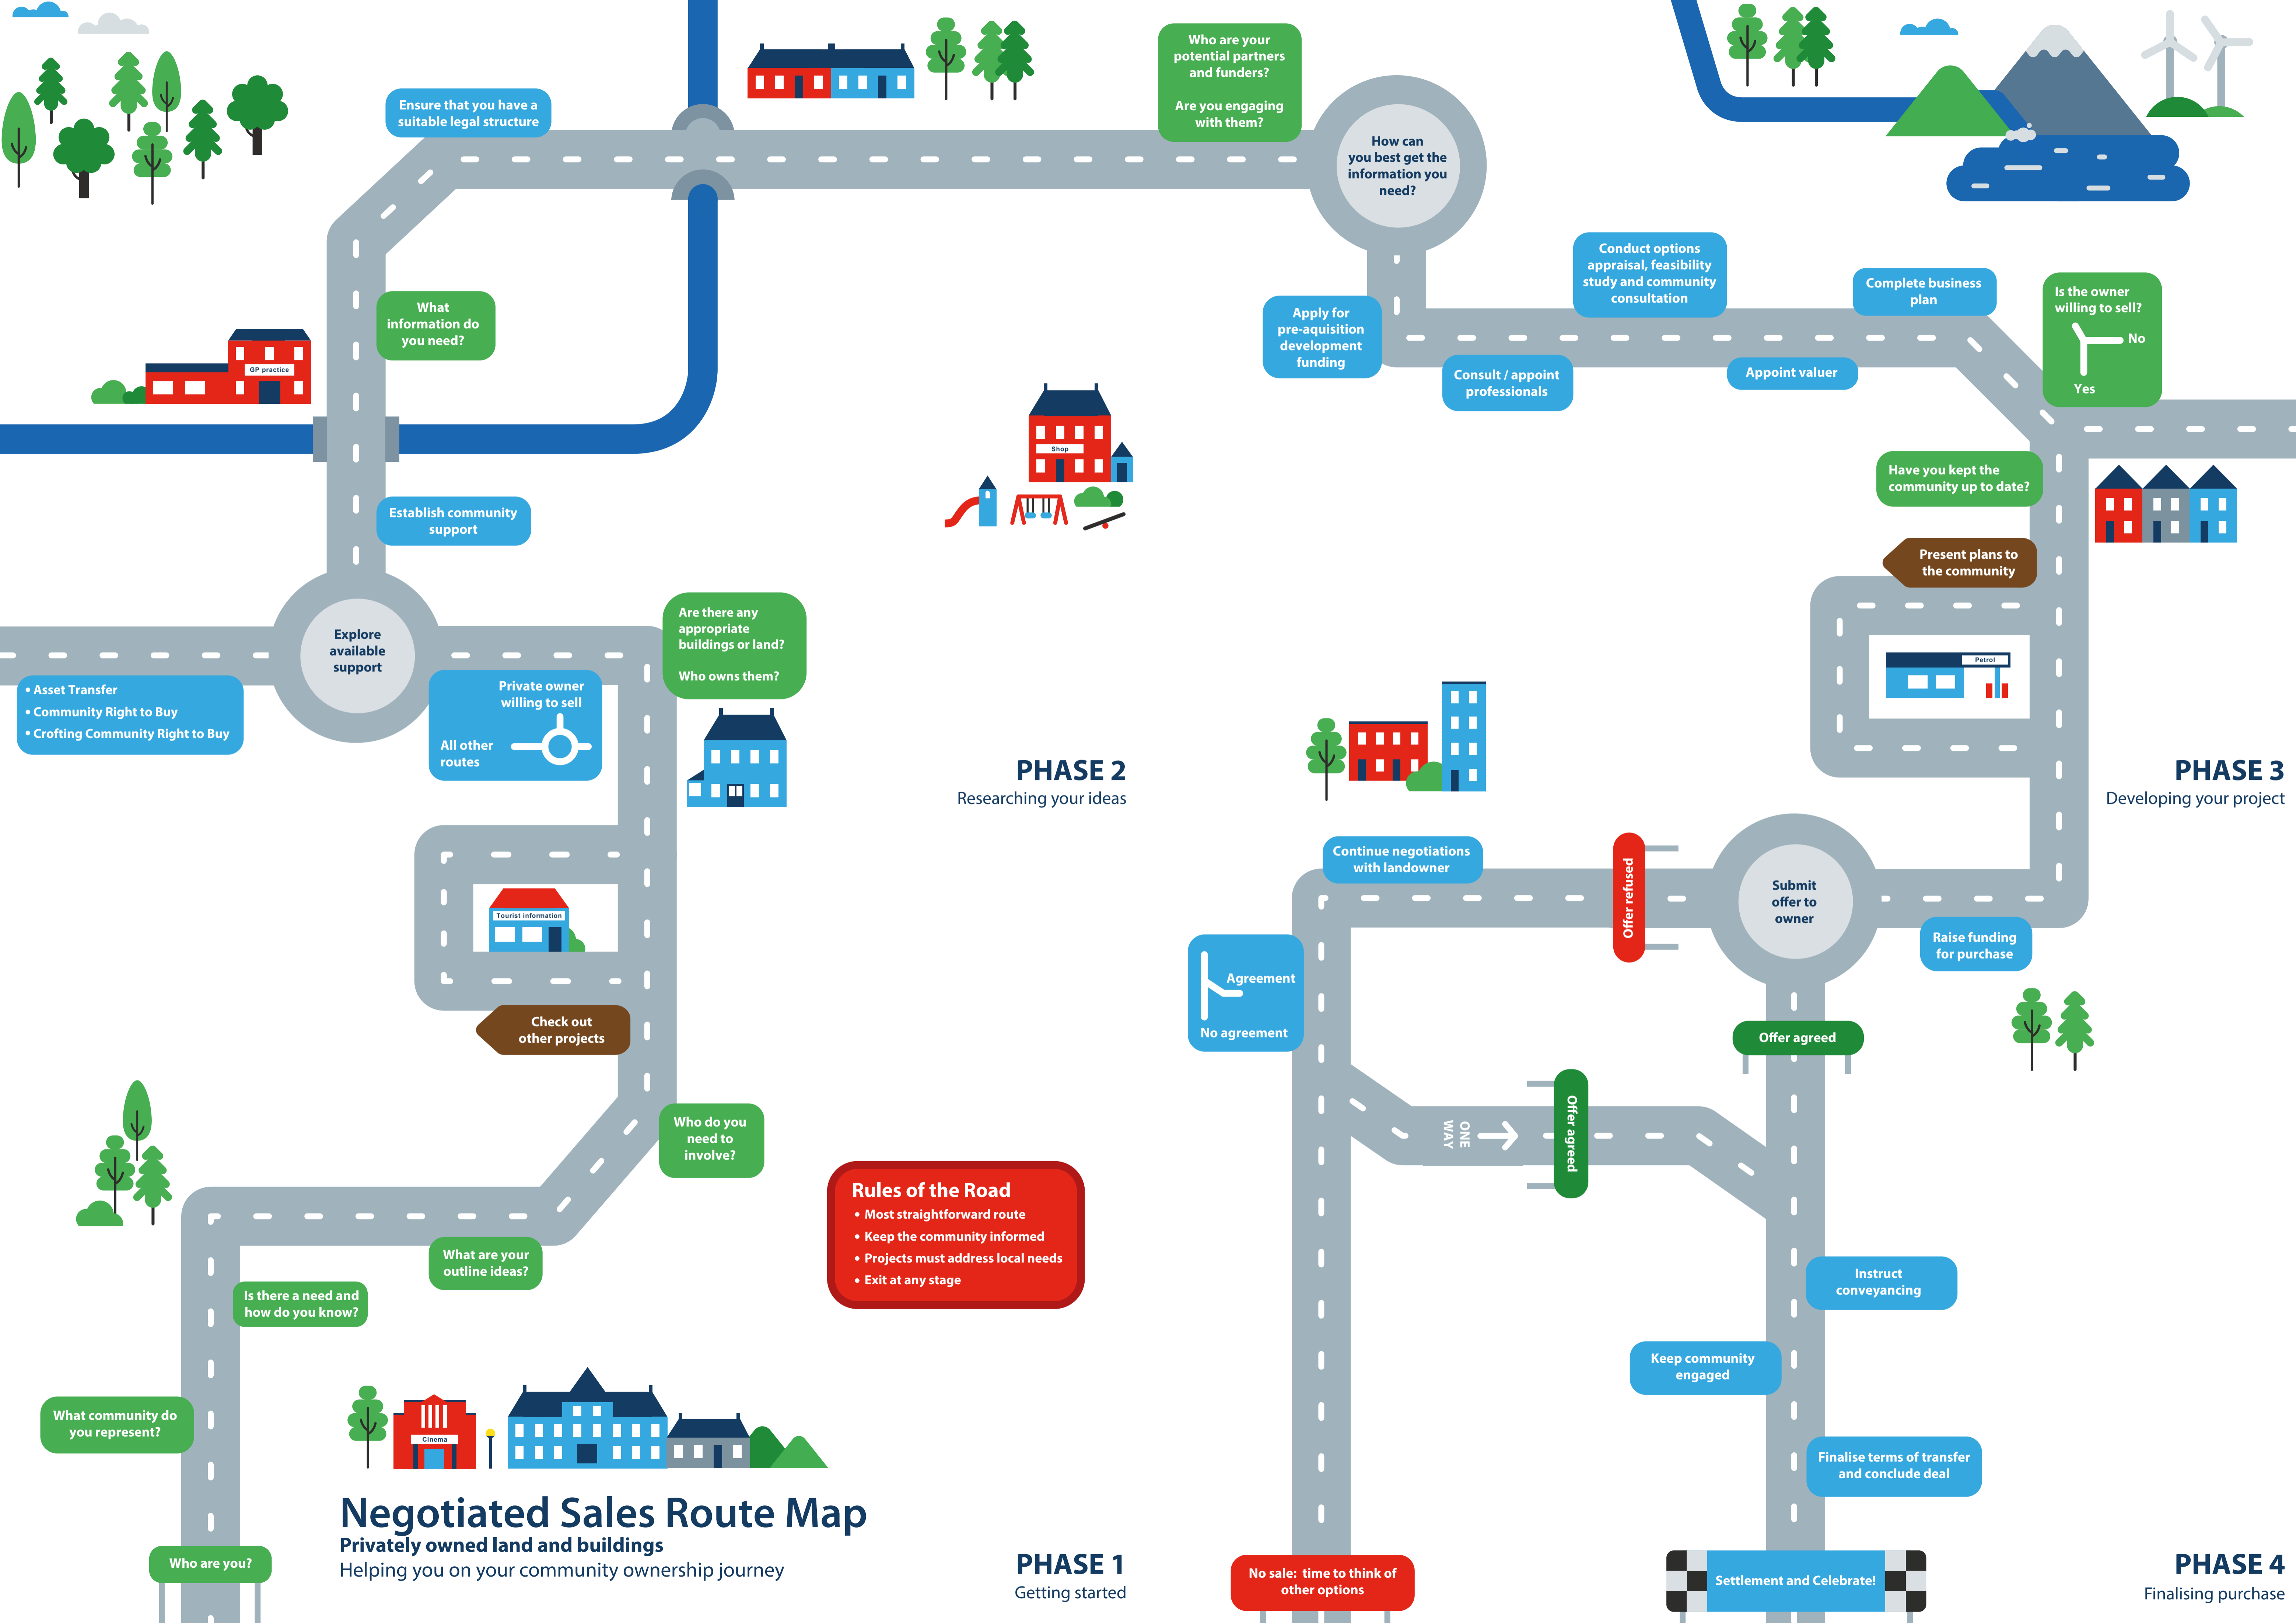 Negotiated Sales Route Map
Privately owned land and buildings
Helping you on your community ownership journey
PHASE 1
Getting started
Who are you?
What community do
you represent?
Is there a need and
how do you know?
What are your
outline ideas?
Who do you
need to
involve?
Cinema
Rules of the Road
• Most straightforward route
• Keep the community informed
• Projects must address local needs
• Exit at any stage
Check out
other projects
Tourist information
Are there any
appropriate
buildings or land?
Who owns them?
Private owner
willing to sell
All other
routes
Explore
available
support
• Asset Transfer
• Community Right to Buy
• Crofting Community Right to Buy
PHASE 2
Researching your ideas
Establish community
support
What
information do
you need?
GP practice
Ensure that you have a
suitable legal structure
Shop
Who are your
potential partners
and funders?
Are you engaging
with them?
How can
you best get the
information you
need?
Apply for
pre-aquisition
development
funding
Consult / appoint
professionals
Conduct options
appraisal, feasibility
study and community
consultation
Appoint valuer
Complete business
plan
Is the owner
willing to sell?
No
Yes
Have you kept the
community up to date?
Present plans to
the community
Petrol
PHASE 3
Developing your project
Raise funding
for purchase
Submit
offer to
owner
Offer refused
Continue negotiations
with landowner
Agreement
No agreement
ONE
WAY
Offer agreed
Offer agreed
Instruct
conveyancing
Keep community
engaged
Finalise terms of transfer
and conclude deal
No sale: time to think of
other options
Settlement and Celebrate!
PHASE 4
Finalising purchase